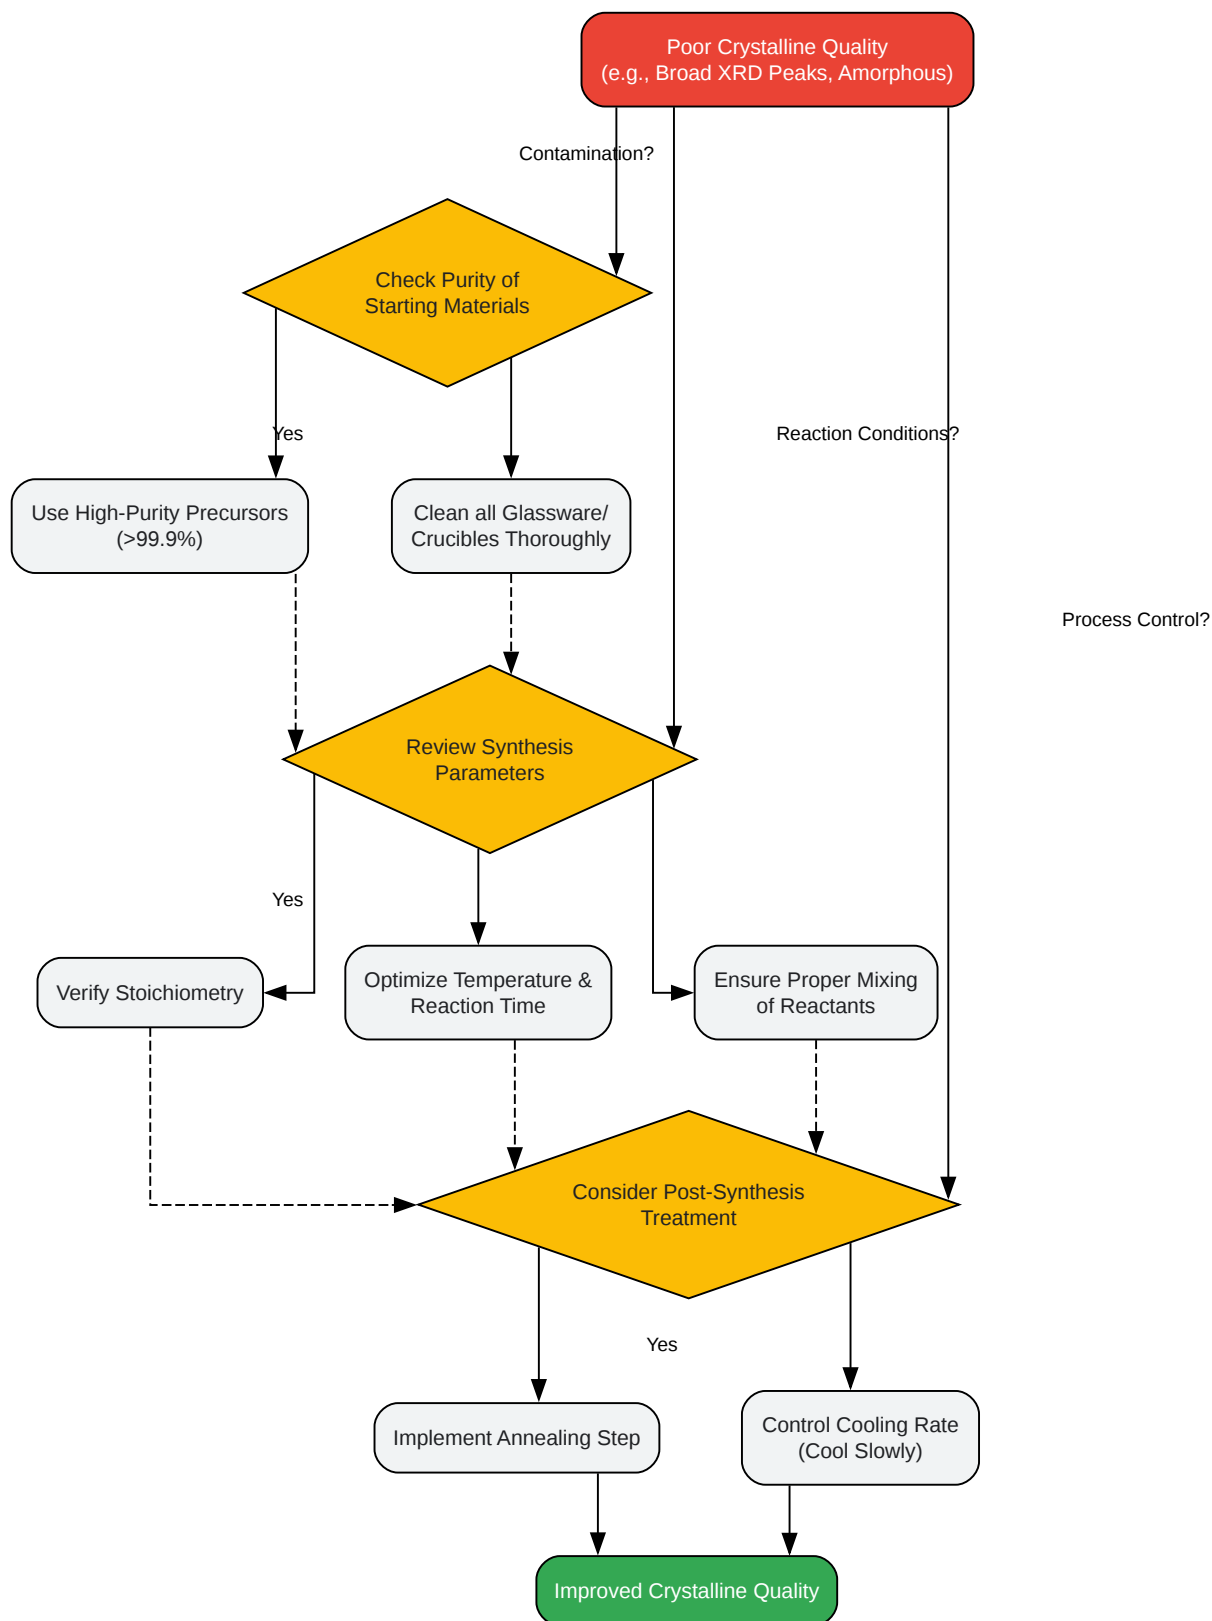 Poor Crystalline Quality
(e.g., Broad XRD Peaks, Amorphous)
Contamination?
Check Purity of
Starting Materials
Yes
Reaction Conditions?
Use High-Purity Precursors
(>99.9%)
Clean all Glassware/
Crucibles Thoroughly
Process Control?
Review Synthesis
Parameters
Yes
Verify Stoichiometry
Optimize Temperature &
Reaction Time
Ensure Proper Mixing
of Reactants
Consider Post-Synthesis
Treatment
Yes
Implement Annealing Step
Control Cooling Rate
(Cool Slowly)
Improved Crystalline Quality